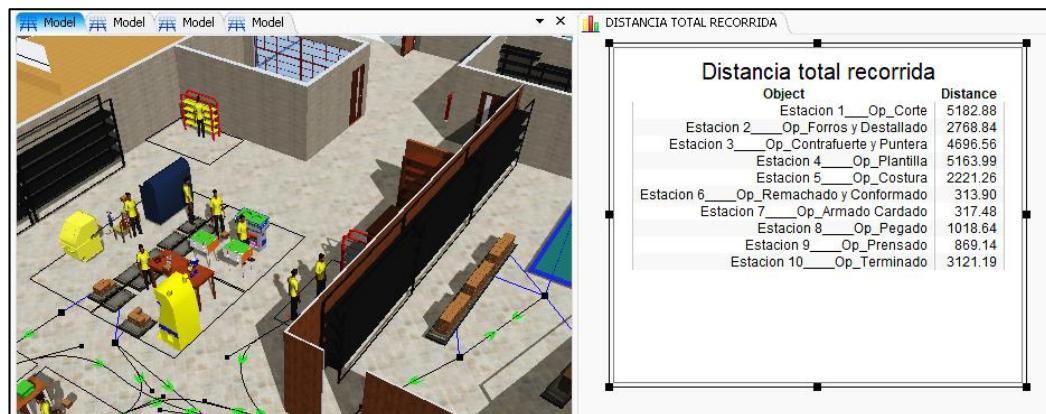 Model Model Model Model
DISTANCIA TOTAL RECORRIDA
Distancia total recorrida
Object Distance
Estacion 1___Op_Corte 5182.88
Estacion 2____Op_Forros y Destallado 2768.84
Estacion 3____Op_Contrafuerte y Puntera 4696.56
Estacion 4____Op_Plantilla 5163.99
Estacion 5____Op_Costura 2221.26
Estacion 6____Op_Remachado y Conformado 313.90
Estacion 7____Op_Armado Cardado 317.48
Estacion 8____Op_Pegado 1018.64
Estacion 9____Op_Prensado 869.14
Estacion 10____Op_Terminado 3121.19